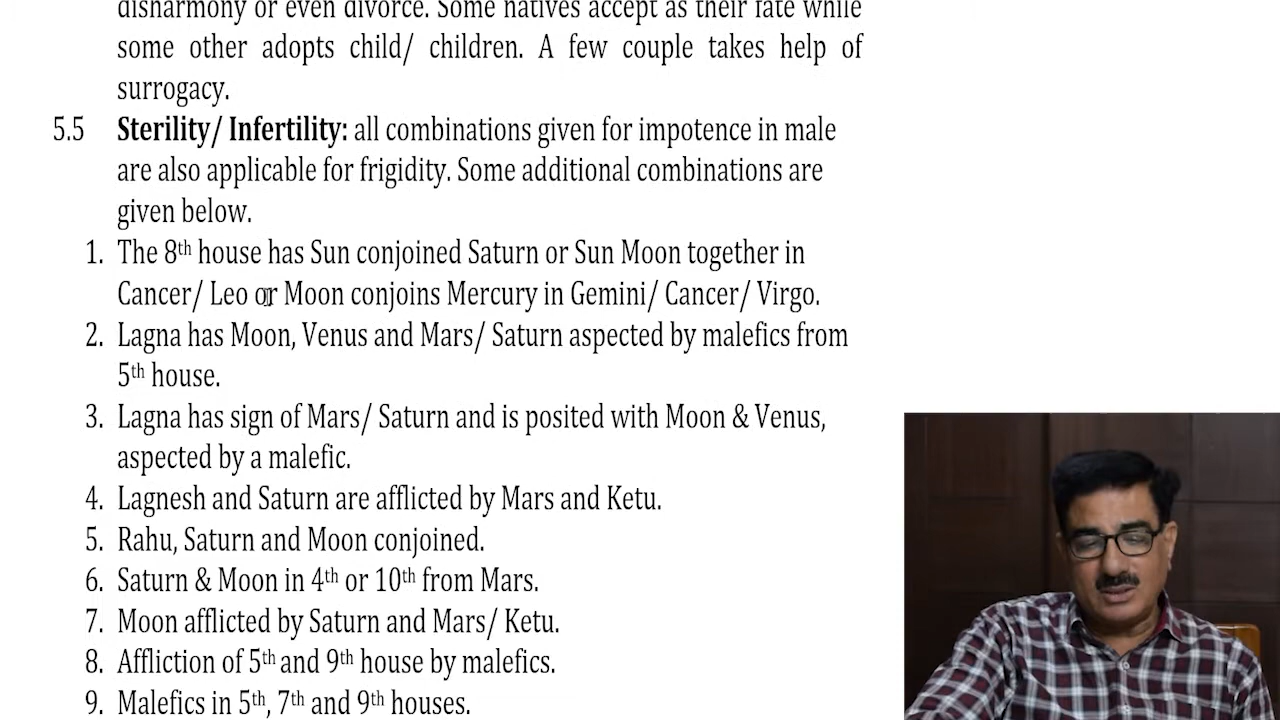 disharmony or even divorce. Some natives accept as their fate while
some other adopts child/ children. A few couple takes help of
surrogacy.
5.5 Sterility/ Infertility: all combinations given for impotence in male
are also applicable for frigidity. Some additional combinations are
given below.
1. The 8th house has Sun conjoined Saturn or Sun Moon together in
Cancer/ Leo or Moon conjoins Mercury in Gemini/ Cancer/ Virgo.
2. Lagna has Moon, Venus and Mars/ Saturn aspected by malefics from
5th house.
3. Lagna has sign of Mars/ Saturn and is posited with Moon & Venus,
aspected by a malefic.
4. Lagnesh and Saturn are afflicted by Mars and Ketu.
5. Rahu, Saturn and Moon conjoined.
6. Saturn & Moon in 4th or 10th from Mars.
7. Moon afflicted by Saturn and Mars/ Ketu.
8. Affliction of 5th and 9th house by malefics.
9. Malefics in 5th, 7th and 9th houses.